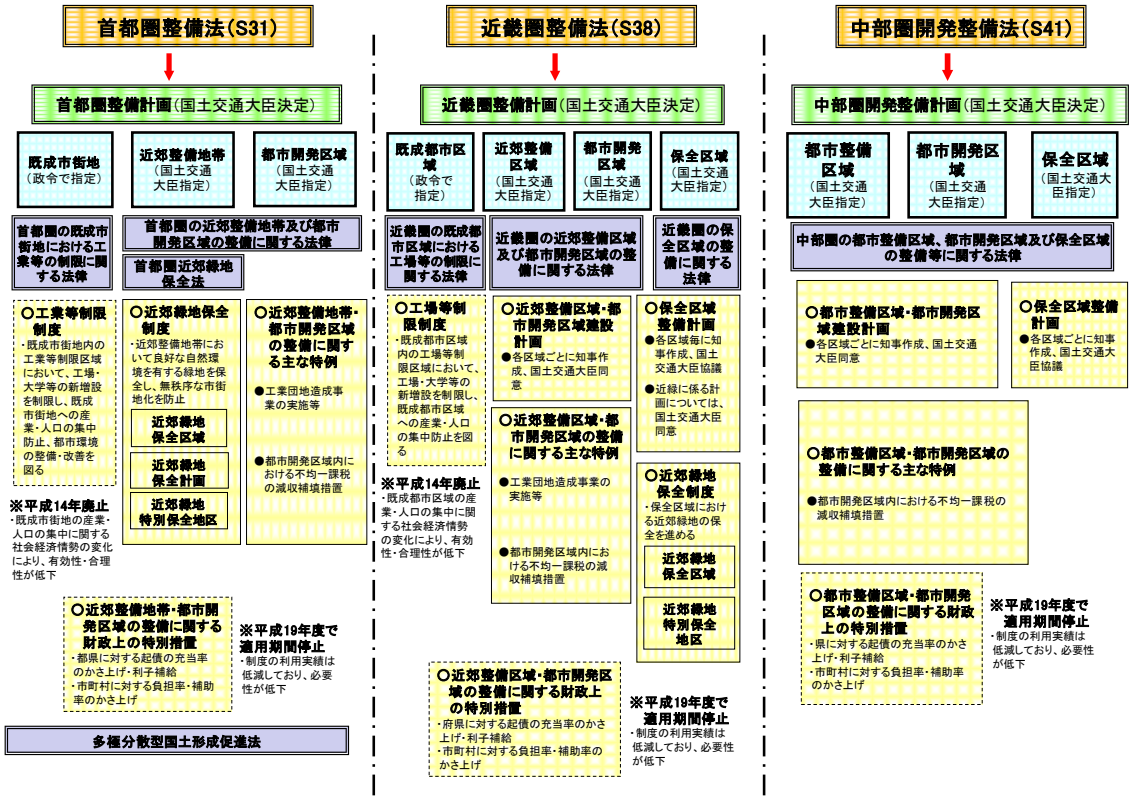 首都圏整備法(S31)
首都圏整備計画(国土交通大臣決定)
既成市街地
(政令で指定)
近郊整備地帯
(国土交通
大臣指定)
都市開発区域
(国土交通
大臣指定)
首都圏の既成市
街地における工
業等の制限に関
する法律
首都圏の近郊整備地帯及び都市
開発区域の整備に関する法律
首都圏近郊緑地
保全法
○工業等制限
制度
・既成市街地内の
工業等制限区域
において、工場・
大学等の新増設
を制限し、既成
市街地への産
業・人口の集中
防止、都市環境
の整備・改善を
図る
※平成14年廃止
・既成市街地の産業・
人口の集中に関する
社会経済情勢の変化
により、有効性・合理
性が低下
○近郊緑地保全
制度
・近郊整備地帯にお
いて良好な自然環
境を有する緑地を保
全し、無秩序な市街
地化を防止
近郊緑地
保全区域
近郊緑地
保全計画
近郊緑地
特別保全地区
○近郊整備地帯・
都市開発区域
の整備に関す
る主な特例
●工業団地造成事
業の実施等
●都市開発区域内に
おける不均一課税
の減収補填措置
○近郊整備地帯・都市開
発区域の整備に関する
財政上の特別措置
・都県に対する起債の充当率
のかさ上げ・利子補給
・市町村に対する負担率・補助
率のかさ上げ
※平成19年度で
適用期間停止
・制度の利用実績は
低減しており、必要
性が低下
多極分散型国土形成促進法
近畿圏整備法(S38)
近畿圏整備計画(国土交通大臣決定)
既成都市区
域
(政令で
指定)
近郊整備
区域
(国土交通
大臣指定)
都市開発
区域
(国土交通
大臣指定)
保全区域
(国土交通
大臣指定)
近畿圏の既成都
市区域における
工場等の制限に
関する法律
近畿圏の近郊整備区域
及び都市開発区域の整
備に関する法律
近畿圏の保
全区域の整
備に関する
法律
○工場等制
限制度
・既成都市区域
内の工場等制
限区域において、
工場・大学等の
新増設を制限し、
既成都市区域
への産業・人口
の集中防止を図
る
※平成14年廃止
・既成都市区域の産
業・人口の集中に関
する社会経済情勢
の変化により、有効
性・合理性が低下
○近郊整備区域・都
市開発区域建設
計画
●各区域ごとに知事作
成、国土交通大臣同
意
○近郊整備区域・都
市開発区域の整備
に関する主な特例
●工業団地造成事業の
実施等
●都市開発区域内にお
ける不均一課税の減
収補填措置
○保全区域
整備計画
●各区域毎に知
事作成、国土
交通大臣協議
●近緑に係る計
画については、
国土交通大臣
同意
○近郊緑地
保全制度
・保全区域にお
ける近郊緑地の保
全を進める
近郊緑地
保全区域
近郊緑地
特別保全
地区
○近郊整備区域・都市開発区
域の整備に関する財政上
の特別措置
・府県に対する起債の充当率のかさ
上げ・利子補給
・市町村に対する負担率・補助率の
かさ上げ
※平成19年度で
適用期間停止
・制度の利用実績は
低減しており、必要性
が低下
中部圏開発整備法(S41)
中部圏開発整備計画(国土交通大臣決定)
都市整備
区域
(国土交通
大臣指定)
都市開発区
域
(国土交通
大臣指定)
保全区域
(国土交通大
臣指定)
中部圏の都市整備区域、都市開発区域及び保全区域
の整備等に関する法律
○都市整備区域・都市開発区
域建設計画
●各区域ごとに知事作成、国土交通
大臣同意
○保全区域整備
計画
●各区域ごとに知事
作成、国土交通大
臣協議
○都市整備区域・都市開発区域の
整備に関する主な特例
●都市開発区域内における不均一課税の
減収補填措置
○都市整備区域・都市開発
区域の整備に関する財政
上の特別措置
・県に対する起債の充当率のかさ
上げ・利子補給
・市町村に対する負担率・補助率
のかさ上げ
※平成19年度で
適用期間停止
・制度の利用実績は
低減しており、必要
性が低下